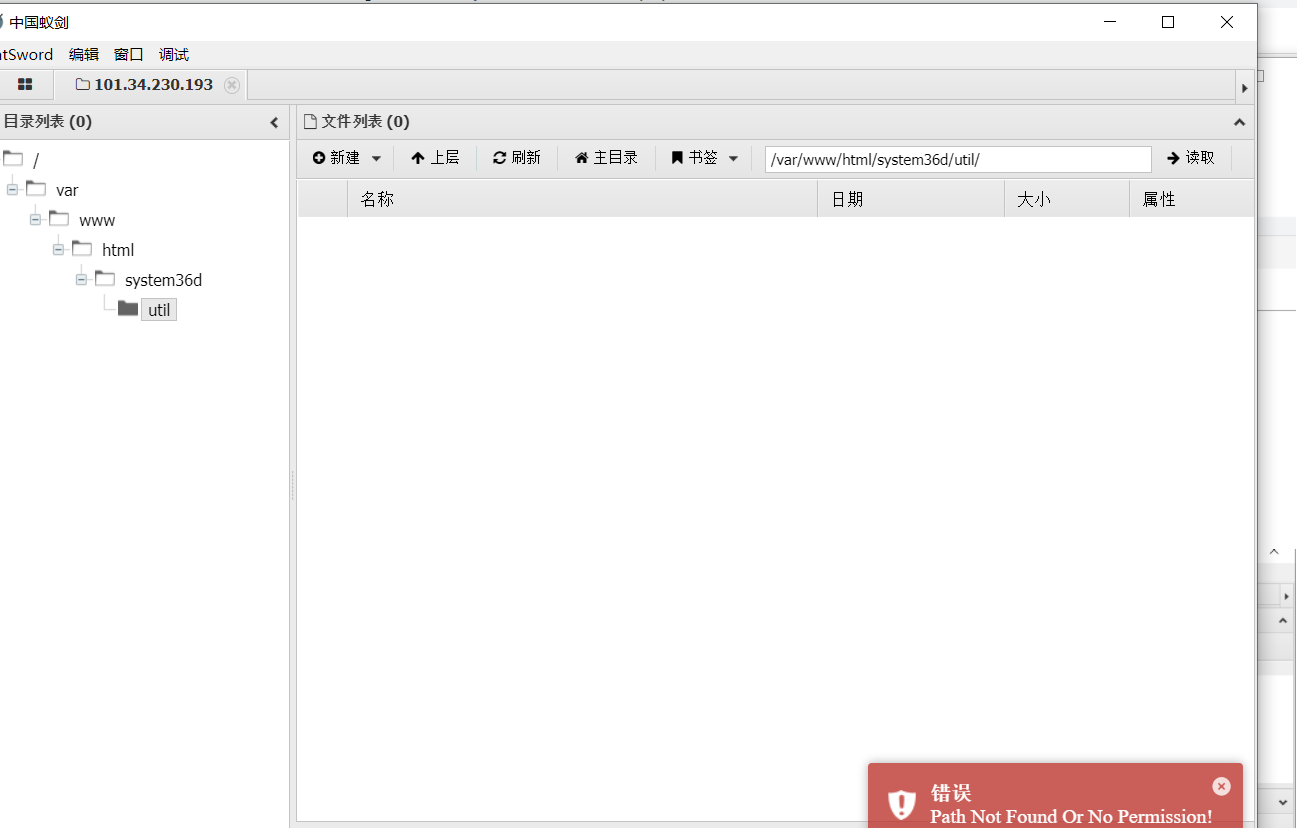 中国蚁剑
ntSword 编辑 窗口 调试
101.34.230.193
目录列表 (0)
文件列表 (0)
新建 上层 刷新 主目录 书签 /var/www/html/system36d/util/ 读取
名称 日期 大小 属性
/
var
www
html
system36d
util
错误
Path Not Found Or No Permission!